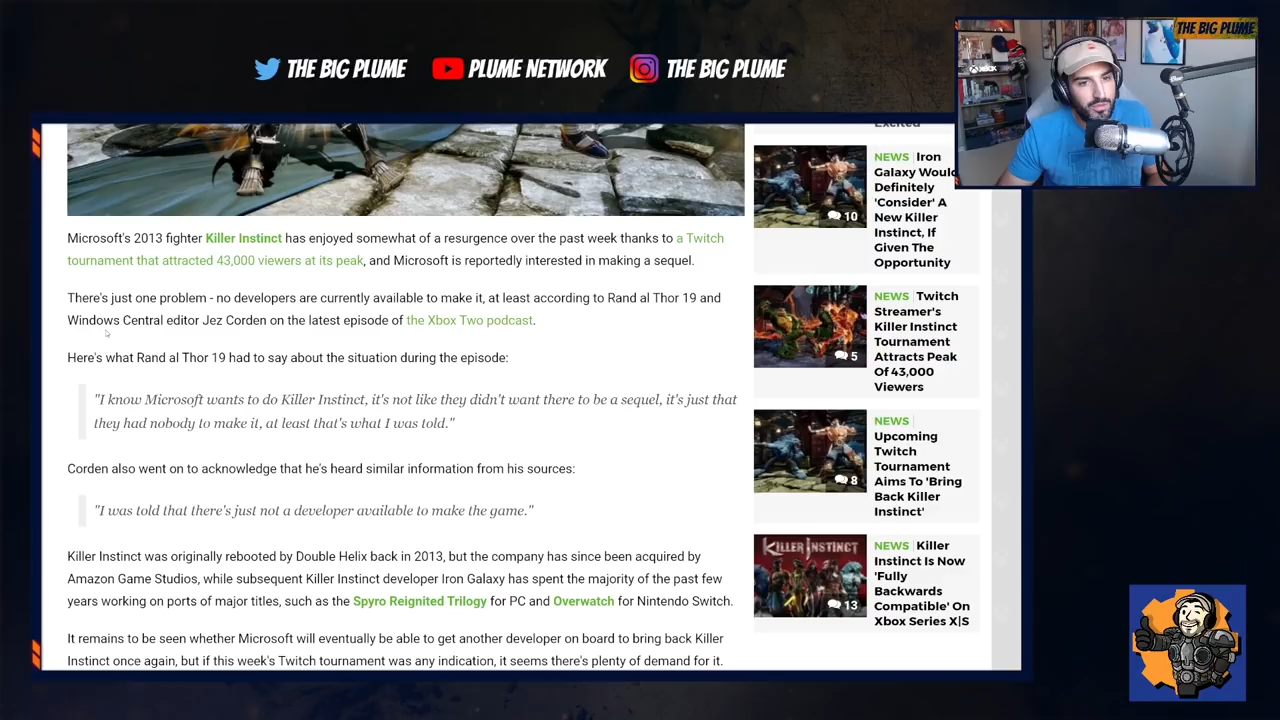 THE BIG PLUME
PLUME NETWORK
THE BIG PLUME
THE BIG PLUME
XBOX
Microsoft's 2013 fighter Killer Instinct has enjoyed somewhat of a resurgence over the past week thanks to a Twitch
tournament that attracted 43,000 viewers at its peak, and Microsoft is reportedly interested in making a sequel.
There's just one problem - no developers are currently available to make it, at least according to Rand al Thor 19 and
Windows Central editor Jez Corden on the latest episode of the Xbox Two podcast.
Here's what Rand al Thor 19 had to say about the situation during the episode:
"I know Microsoft wants to do Killer Instinct, it's not like they didn't want there to be a sequel, it's just that
they had nobody to make it, at least that's what I was told."
Corden also went on to acknowledge that he's heard similar information from his sources:
"I was told that there's just not a developer available to make the game."
Killer Instinct was originally rebooted by Double Helix back in 2013, but the company has since been acquired by
Amazon Game Studios, while subsequent Killer Instinct developer Iron Galaxy has spent the majority of the past few
years working on ports of major titles, such as the Spyro Reignited Trilogy for PC and Overwatch for Nintendo Switch.
It remains to be seen whether Microsoft will eventually be able to get another developer on board to bring back Killer
Instinct once again, but if this week's Twitch tournament was any indication, it seems there's plenty of demand for it.
Excited
10
NEWS Iron
Galaxy Would
Definitely
'Consider' A
New Killer
Instinct, If
Given The
Opportunity
5
NEWS Twitch
Streamer's
Killer Instinct
Tournament
Attracts Peak
Of 43,000
Viewers
8
NEWS
Upcoming
Twitch
Tournament
Aims To 'Bring
Back Killer
Instinct'
KILLER INSTINCT
13
NEWS Killer
Instinct Is Now
'Fully
Backwards
Compatible' On
Xbox Series X|S